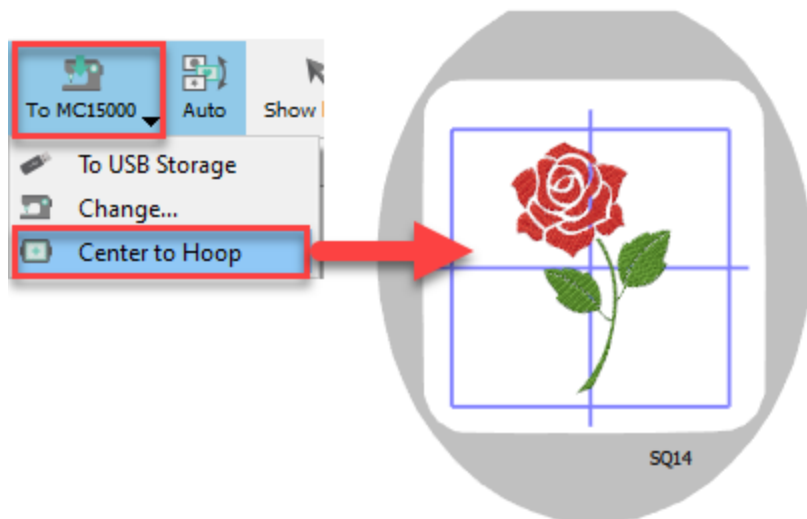 To MC15000
Auto
Show
To USB Storage
Change...
Center to Hoop
SQ14